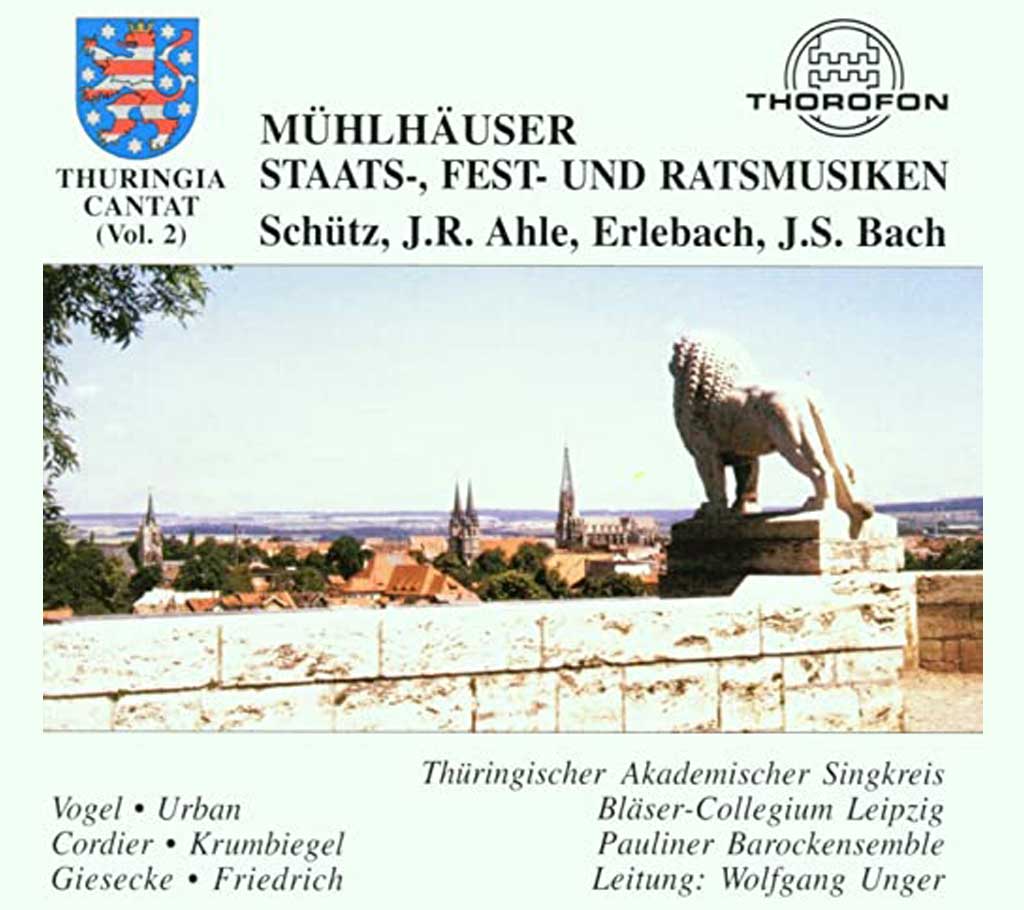 THURINGIA
CANTAT
(Vol. 2)
THOROFON
MÜHLHÄUSER
STAATS-, FEST- UND RATSMUSIKEN
Schütz, J.R. Ahle, Erlebach, J.S. Bach
Vogel • Urban
Cordier • Krumbiegel
Giesecke • Friedrich
Thüringischer Akademischer Singkreis
Bläser-Collegium Leipzig
Pauliner Barockensemble
Leitung: Wolfgang Unger